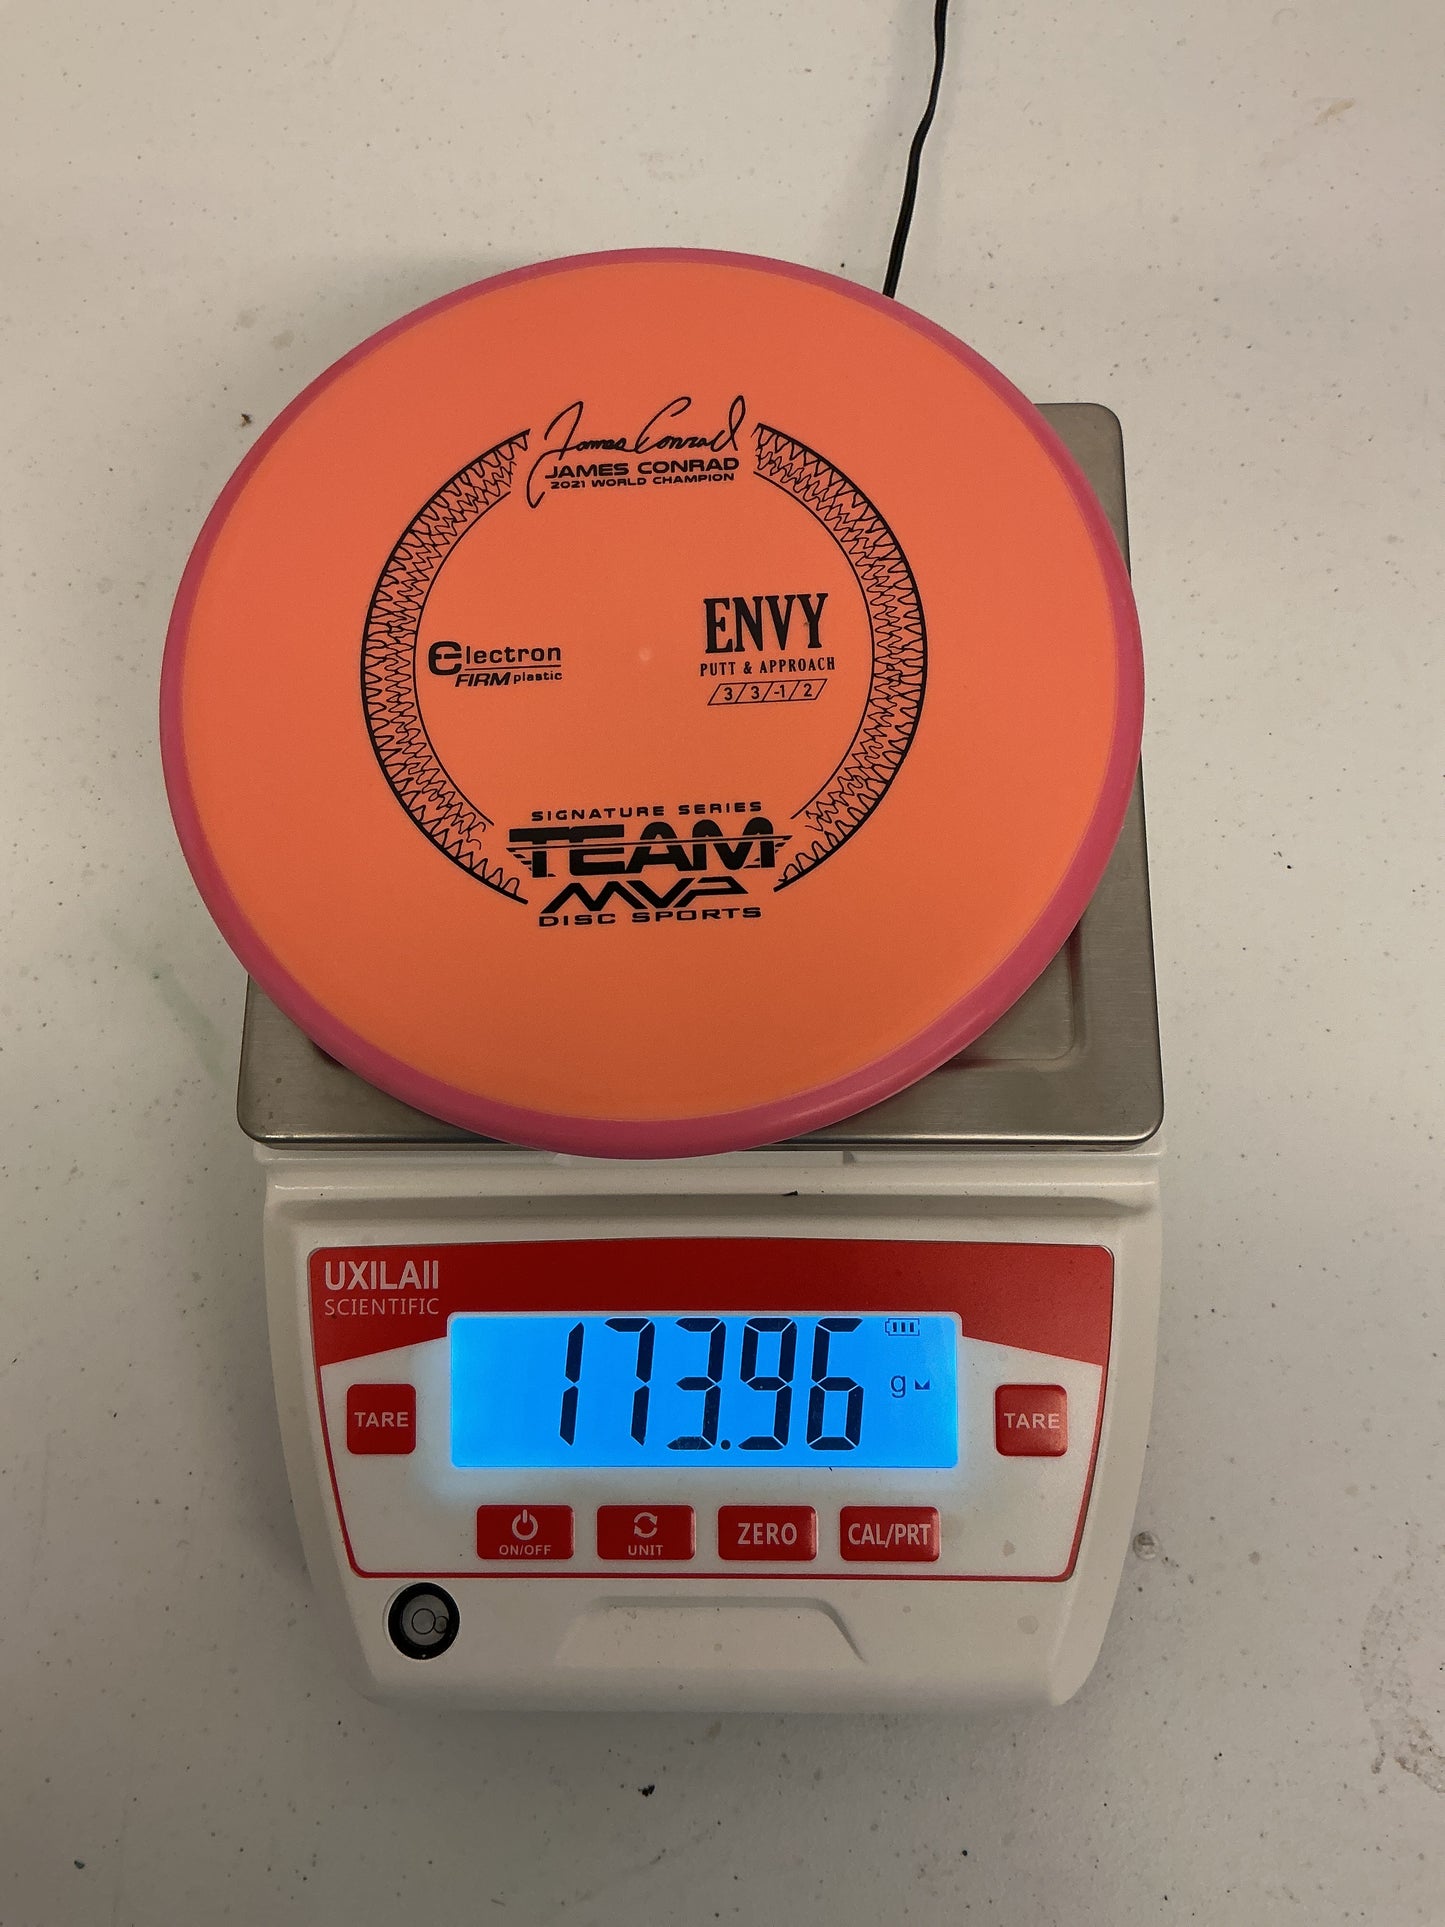 James Conrad
JAMES CONRAD
2021 WORLD CHAMPION
ENVY
PUTT & APPROACH
3/3/-1/2
electron
FIRM plastic
SIGNATURE SERIES
TEAM
MVP
DISC SPORTS
UXILAII
SCIENTIFIC
173.96 g
TARE
TARE
ON/OFF
UNIT
ZERO
CAL/PRT